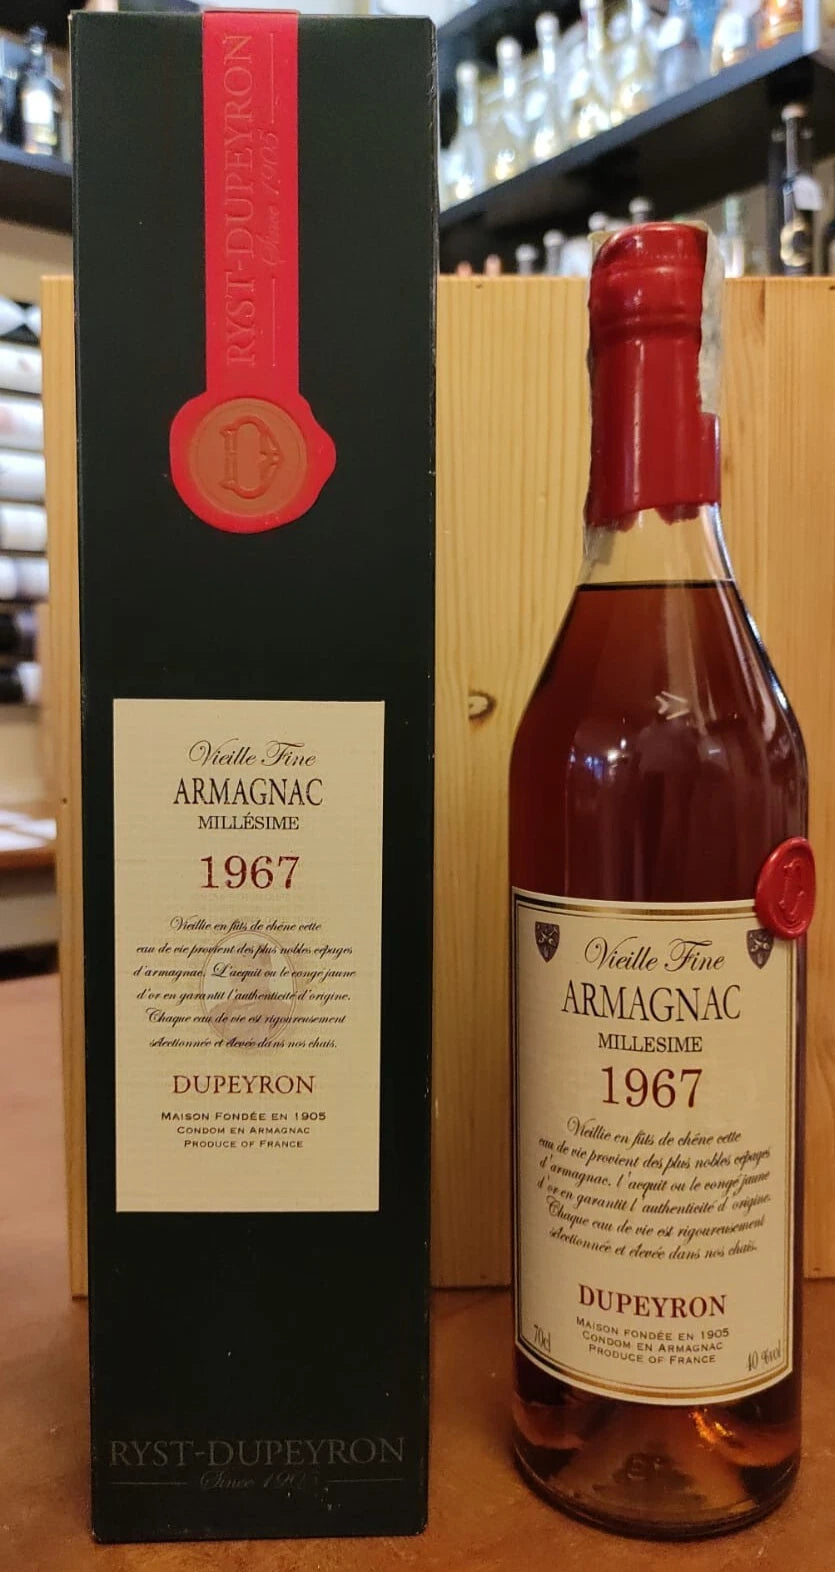 RYST-DUPEYRON
Since 1905
D
Vieille Fine
ARMAGNAC
MILLÉSIME
1967
Vieillie en fûts de chêne cette
eau de vie provient des plus nobles cépages
d'armagnac. L'acquit ou le congé jaune
d'or en garantit l'authenticité d'origine.
Chaque eau de vie est rigoureusement
sélectionnée et élevée dans nos chais.
DUPEYRON
MAISON FONDÉE EN 1905
CONDOM EN ARMAGNAC
PRODUCE OF FRANCE
RYST-DUPEYRON
Since 1905
D
Vieille Fine
ARMAGNAC
MILLESIME
1967
Vieillie en fûts de chêne cette
eau de vie provient des plus nobles cépages
d'armagnac. l'acquit ou le congé jaune
d'or en garantit l'authenticité d'origine.
Chaque eau de vie est rigoureusement
sélectionnée et élevée dans nos chais.
DUPEYRON
MAISON FONDÉE EN 1905
CONDOM EN ARMAGNAC
PRODUCE OF FRANCE
70cl
40 %vol